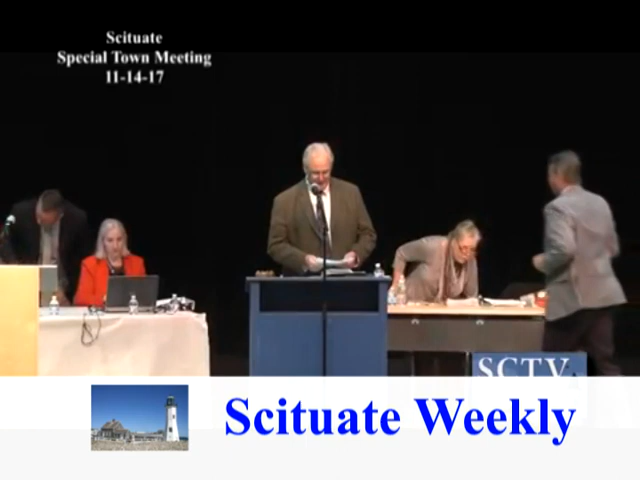 Scituate
Special Town Meeting
11-14-17
SCTV
Scituate Weekly